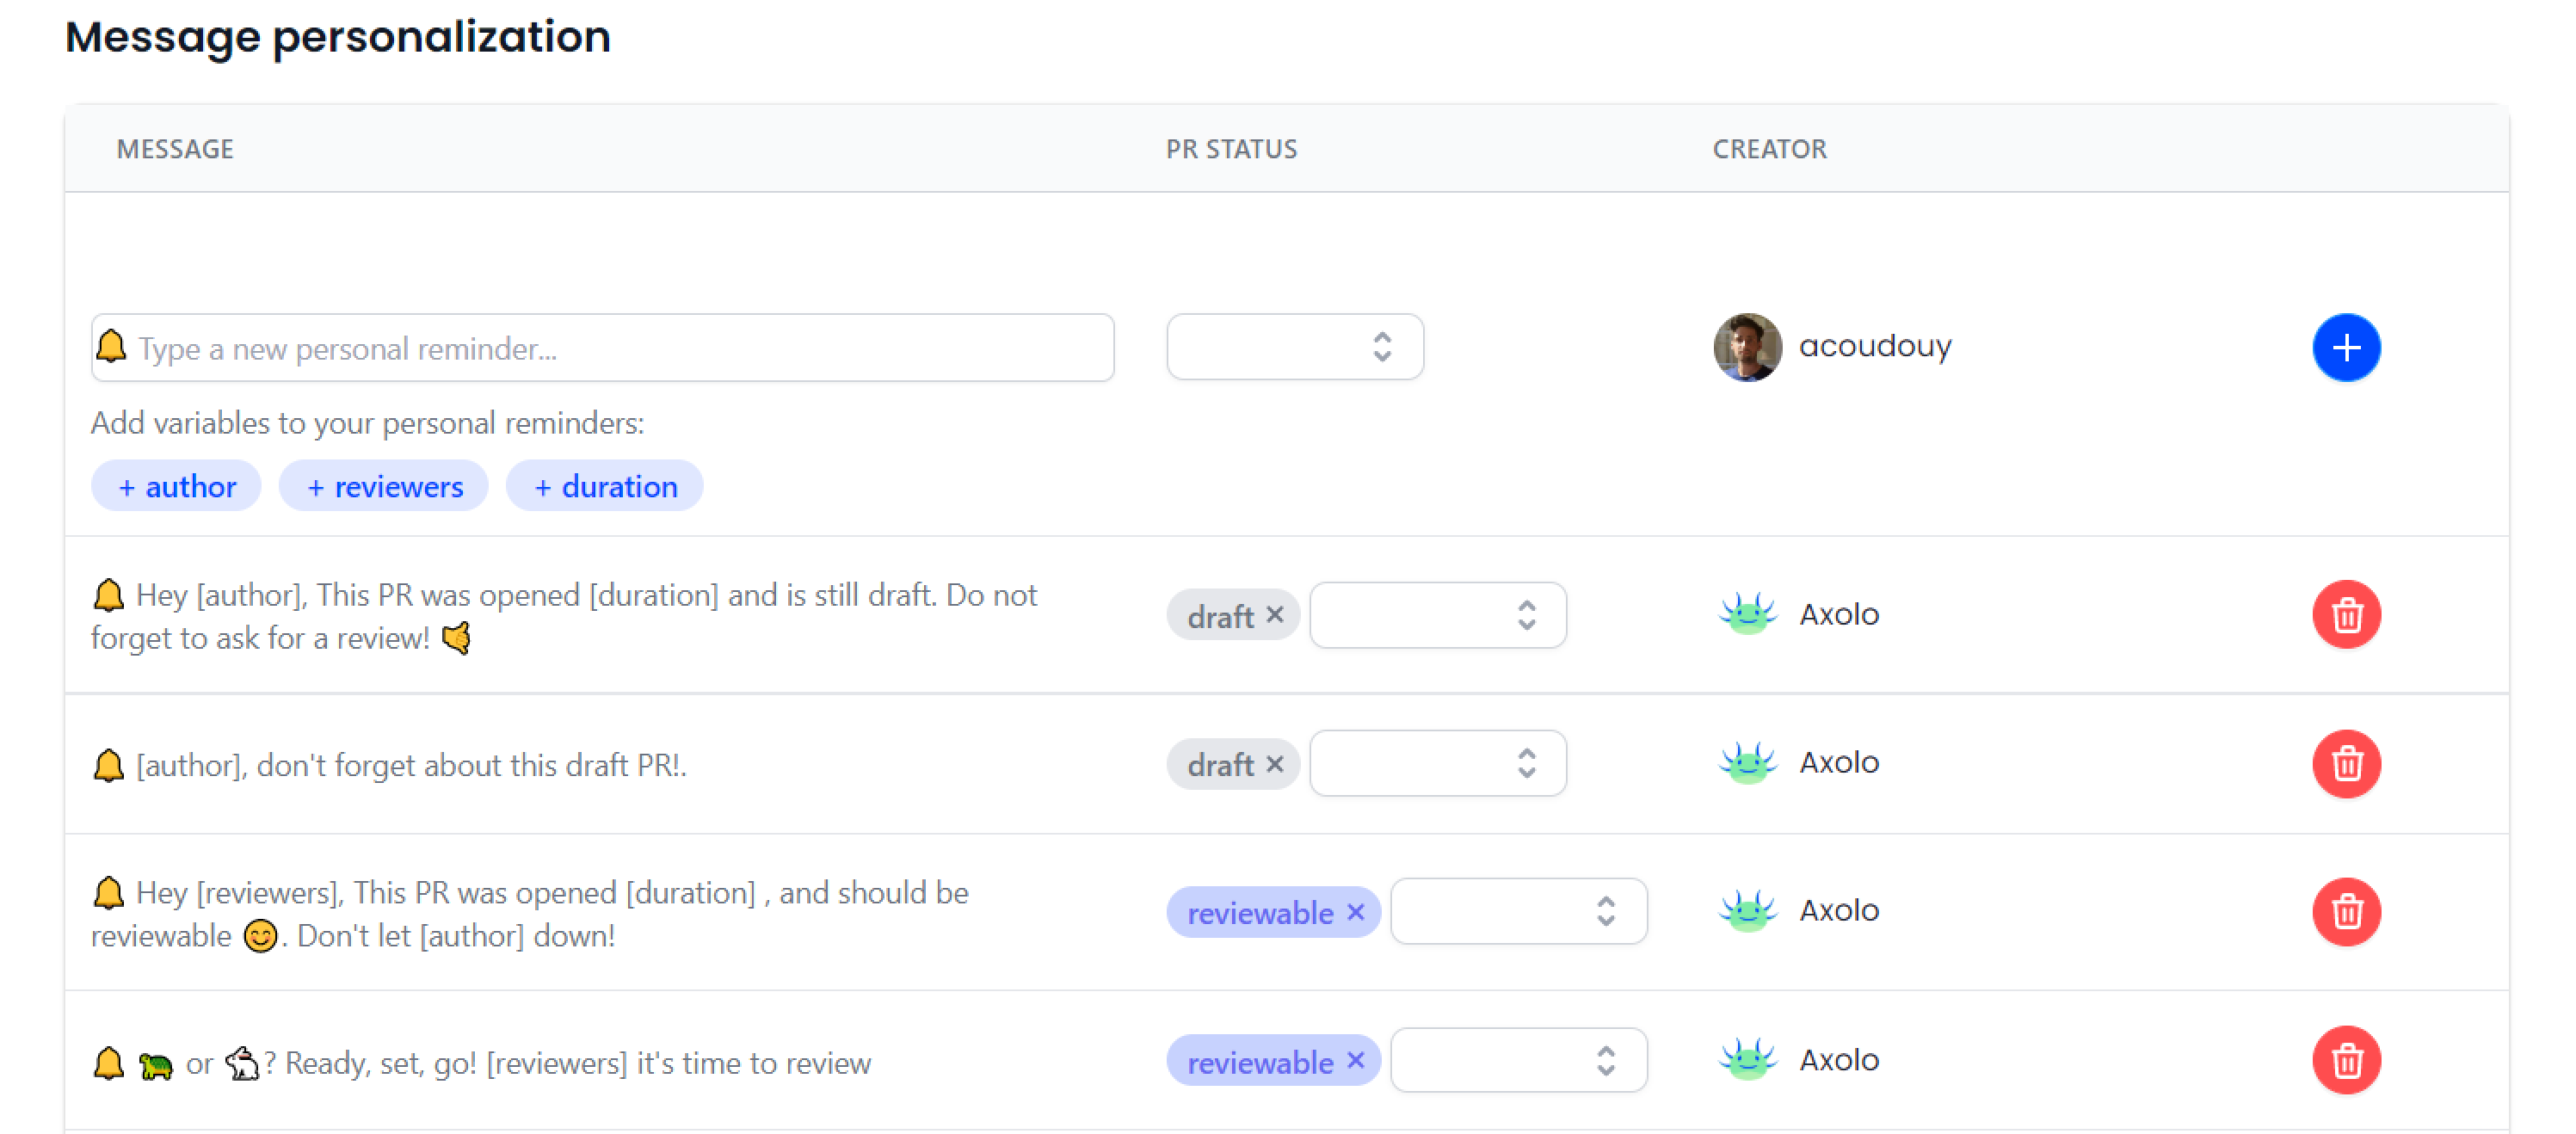 Message personalization
MESSAGE PR STATUS CREATOR
🔔 Type a new personal reminder... acoudouy
Add variables to your personal reminders:
+ author + reviewers + duration
🔔 Hey [author], This PR was opened [duration] and is still draft. Do not
forget to ask for a review! 🤙
draft × Axolo
🔔 [author], don't forget about this draft PR!. draft × Axolo
🔔 Hey [reviewers], This PR was opened [duration] , and should be
reviewable 😊. Don't let [author] down!
reviewable × Axolo
🔔 🐢 or 🐇? Ready, set, go! [reviewers] it's time to review reviewable × Axolo